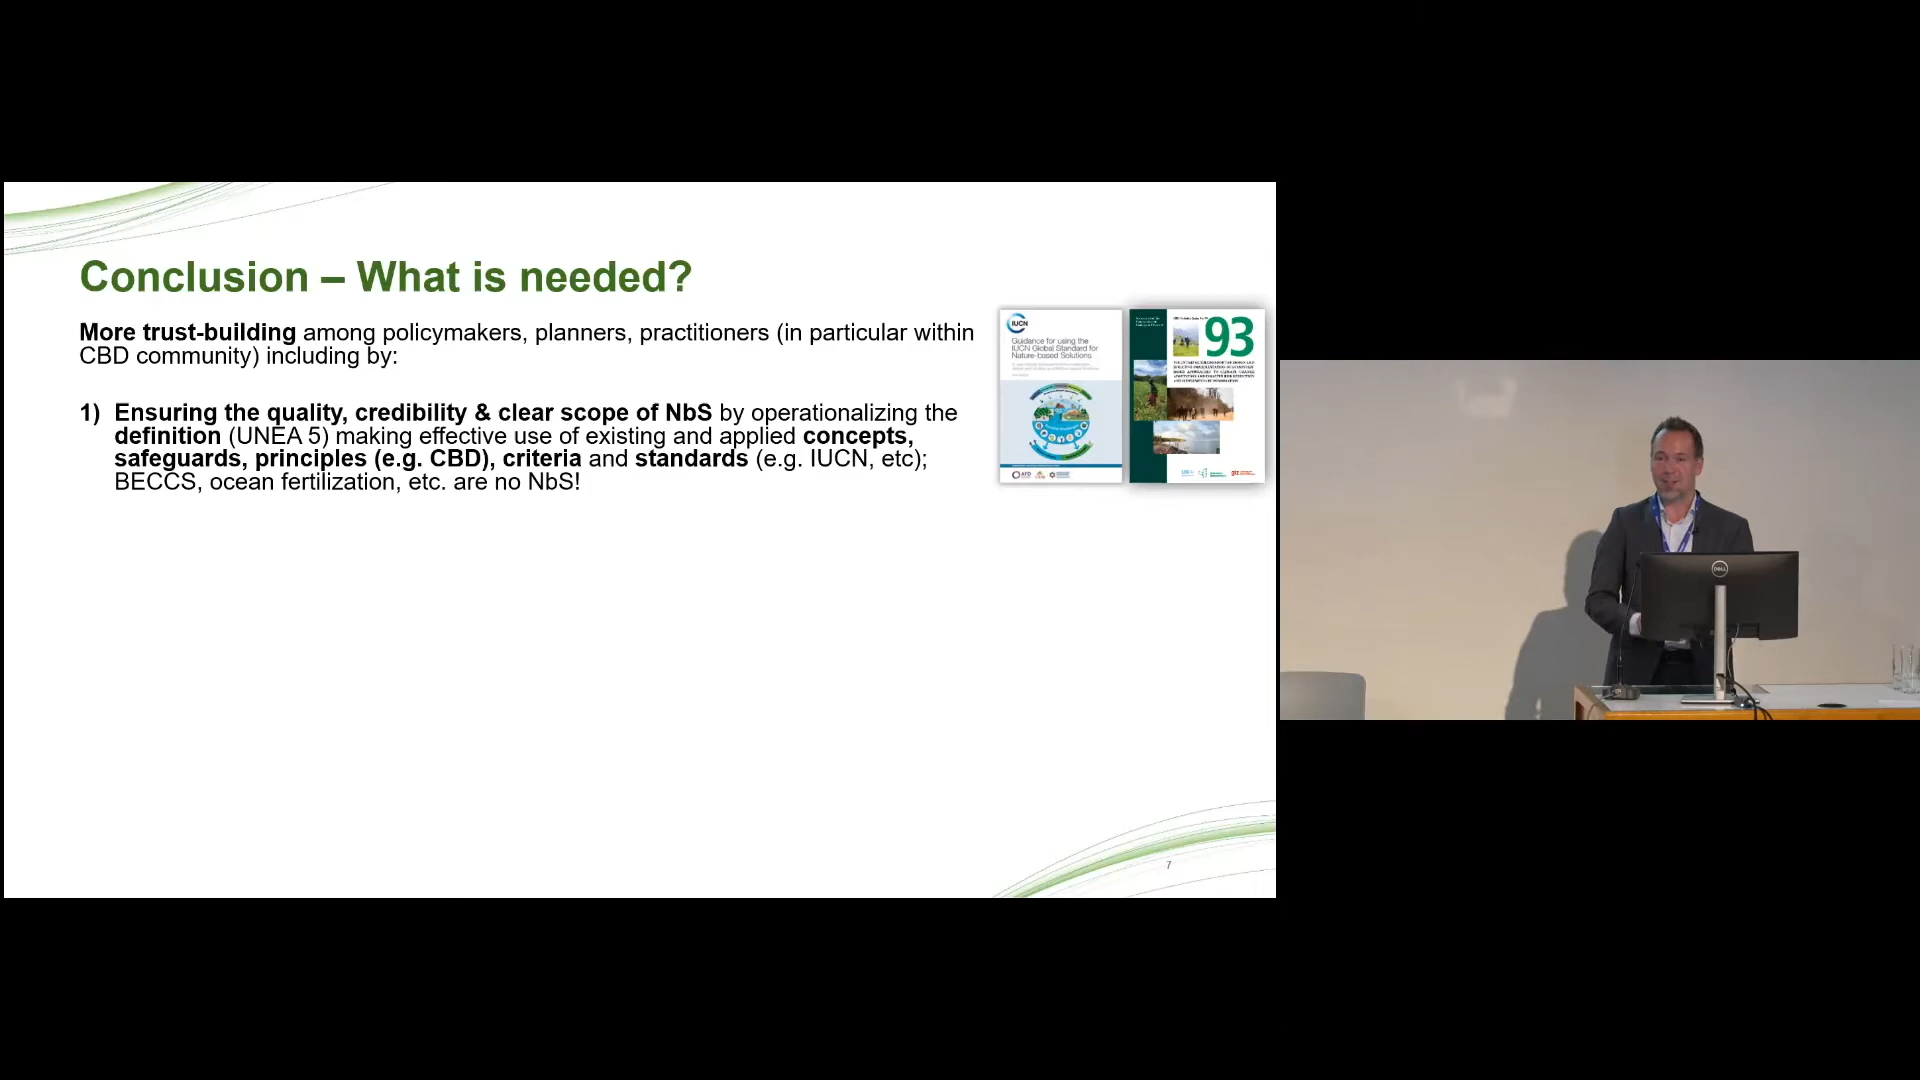 Conclusion – What is needed?
More trust-building among policymakers, planners, practitioners (in particular within
CBD community) including by:
1) Ensuring the quality, credibility & clear scope of NbS by operationalizing the
definition (UNEA 5) making effective use of existing and applied concepts,
safeguards, principles (e.g. CBD), criteria and standards (e.g. IUCN, etc);
BECCS, ocean fertilization, etc. are no NbS!
IUCN
Guidance for using the
IUCN Global Standard for
Nature-based Solutions
93
7
DELL